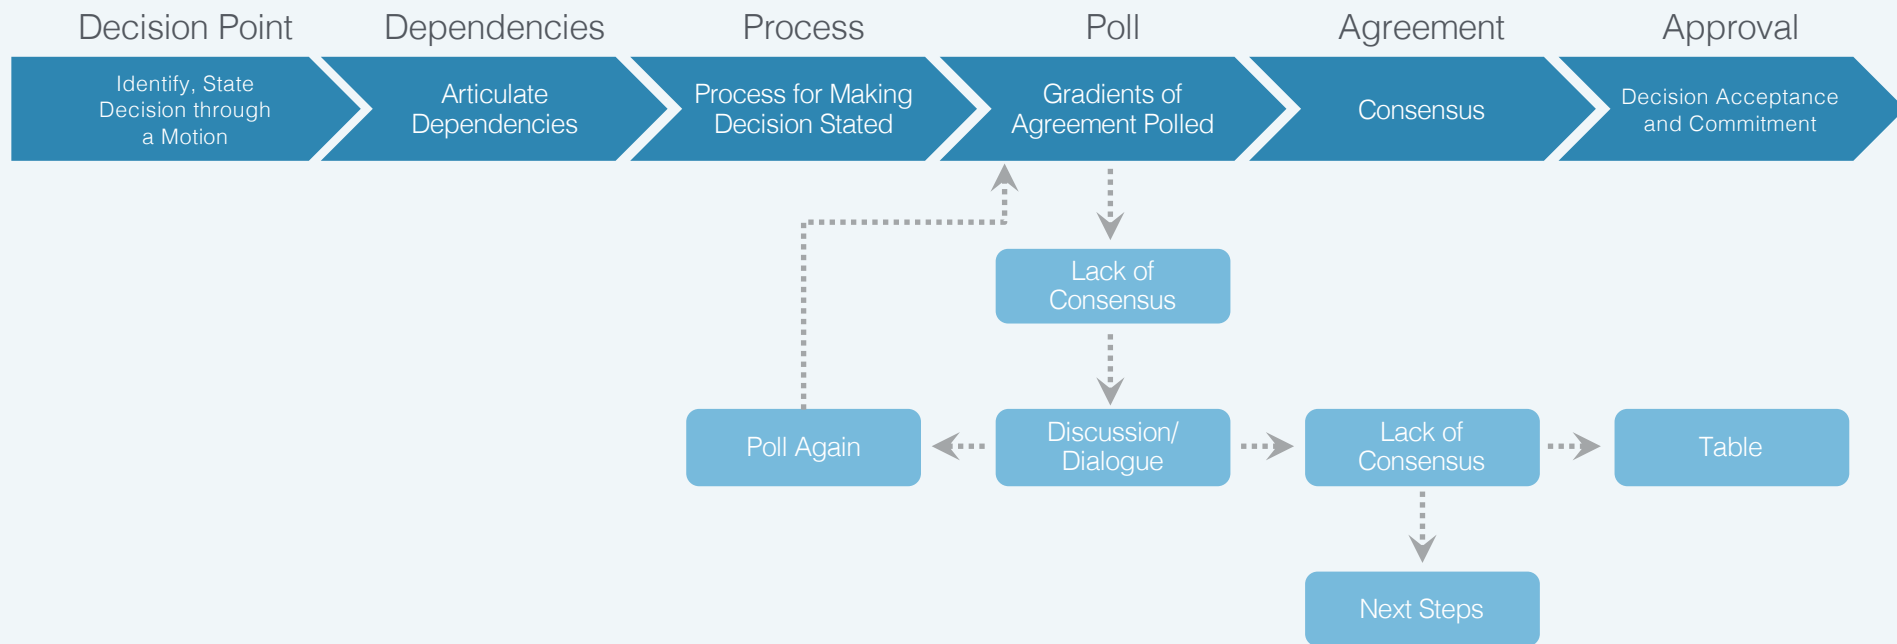 Decision Point
Dependencies
Process
Poll
Agreement
Approval
Identify, State
Decision through
a Motion
Articulate
Dependencies
Process for Making
Decision Stated
Gradients of
Agreement Polled
Consensus
Decision Acceptance
and Commitment
Lack of
Consensus
Poll Again
Discussion/
Dialogue
Lack of
Consensus
Table
Next Steps